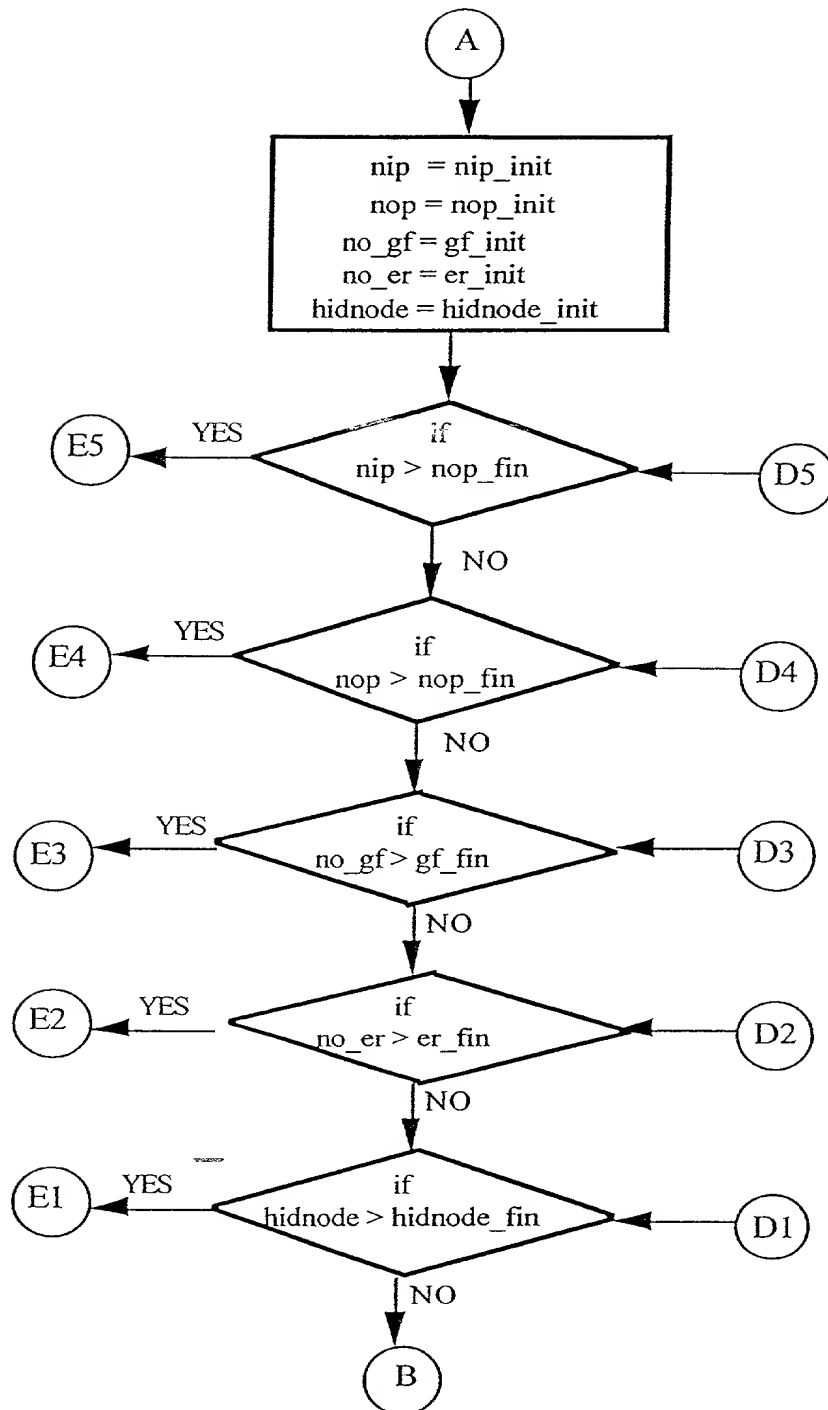 A
nip = nip_init
nop = nop_init
no_gf = gf_init
no_er = er_init
hidnode = hidnode_init
E5
YES
if
nip > nop_fin
D5
NO
E4
YES
if
nop > nop_fin
D4
NO
E3
YES
if
no_gf > gf_fin
D3
NO
E2
YES
if
no_er > er_fin
D2
NO
E1
YES
if
hidnode > hidnode_fin
D1
NO
B